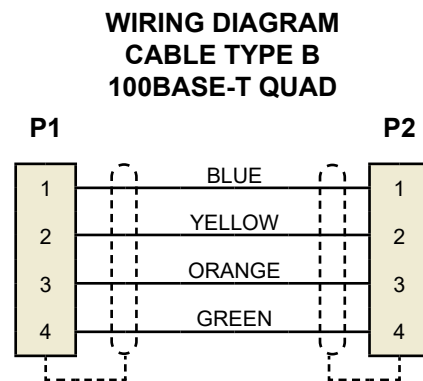 WIRING DIAGRAM
CABLE TYPE B
100BASE-T QUAD
P1 P2
1 BLUE 1
2 YELLOW 2
3 ORANGE 3
4 GREEN 4